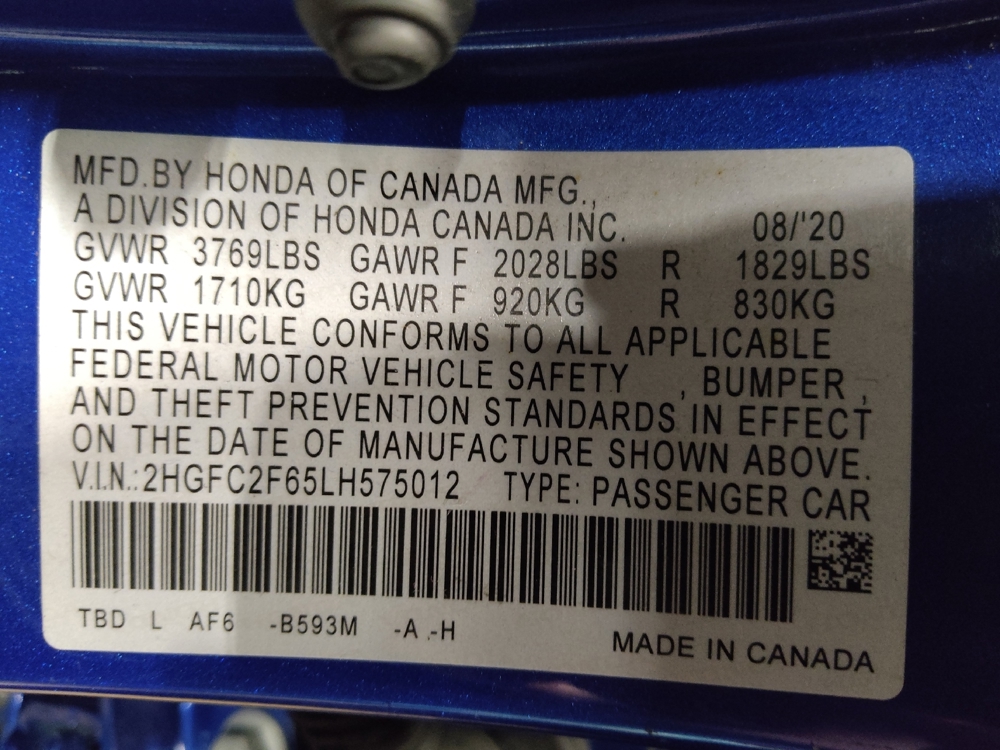 MFD.BY HONDA OF CANADA MFG.,
A DIVISION OF HONDA CANADA INC. 08/'20
GVWR 3769LBS GAWR F 2028LBS R 1829LBS
GVWR 1710KG GAWR F 920KG R 830KG
THIS VEHICLE CONFORMS TO ALL APPLICABLE
FEDERAL MOTOR VEHICLE SAFETY , BUMPER ,
AND THEFT PREVENTION STANDARDS IN EFFECT
ON THE DATE OF MANUFACTURE SHOWN ABOVE.
V.I.N.:2HGFC2F65LH575012 TYPE: PASSENGER CAR
TBD L AF6 -B593M -A -H
MADE IN CANADA